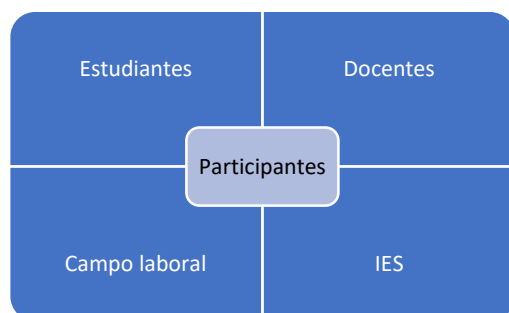 Estudiantes
Docentes
Participantes
Campo laboral
IES